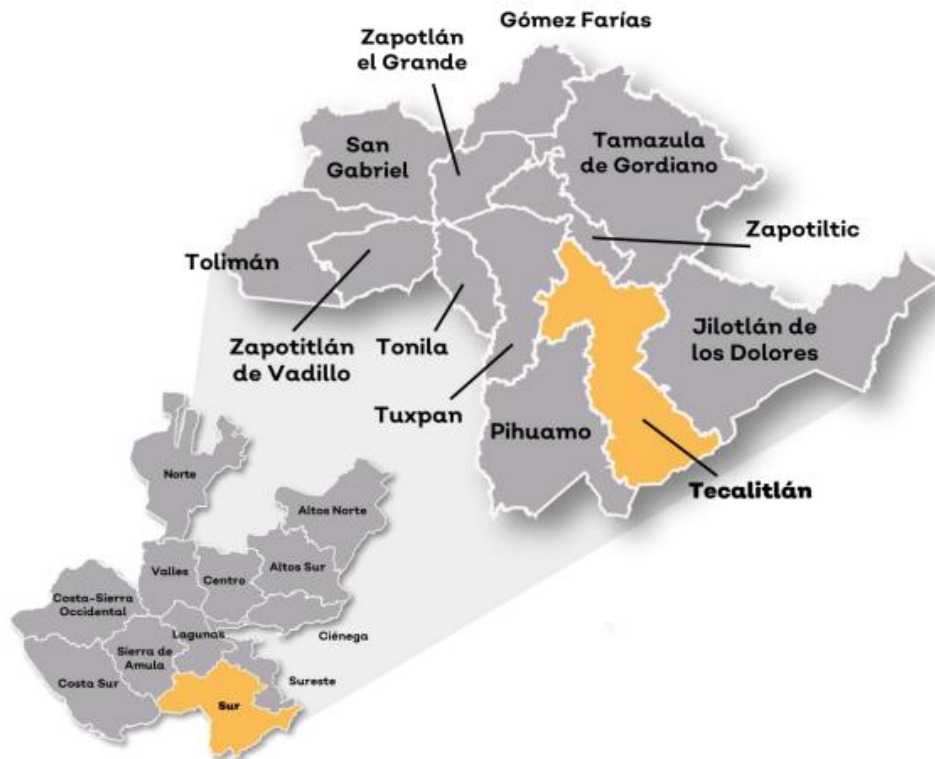 Gómez Farías
Zapotlán
el Grande
San
Gabriel
Tamazula
de Gordiano
Zapotiltic
Tolimán
Jilotlán de
los Dolores
Zapotitlán
de Vadillo
Tonila
Tuxpan
Pihuamo
Tecalitlán
Norte
Altos Norte
Valles
Centro
Altos Sur
Costa-Sierra
Occidental
Lagunas
Ciénega
Sierra de
Amula
Costa Sur
Sureste
Sur